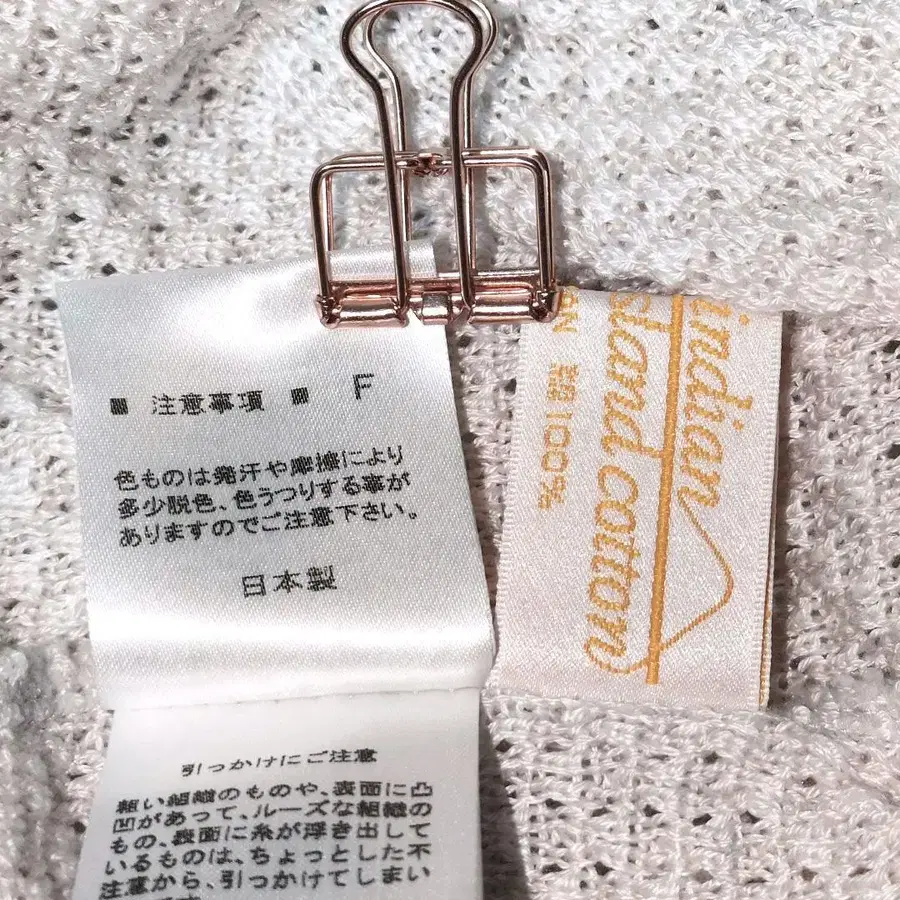 ■ 注意事項 ■ F
色ものは発汗や摩擦により
多少脱色、色うつりする事が
ありますのでご注意下さい。
日本製
引っかけにご注意
粗い組織のものや、表面に凸
凹があって、ルーズな組織の
もの、表面に糸が浮き出して
いるものは、ちょっとした不
注意から、引っかけてしまい
indian
sland cotton
綿100%